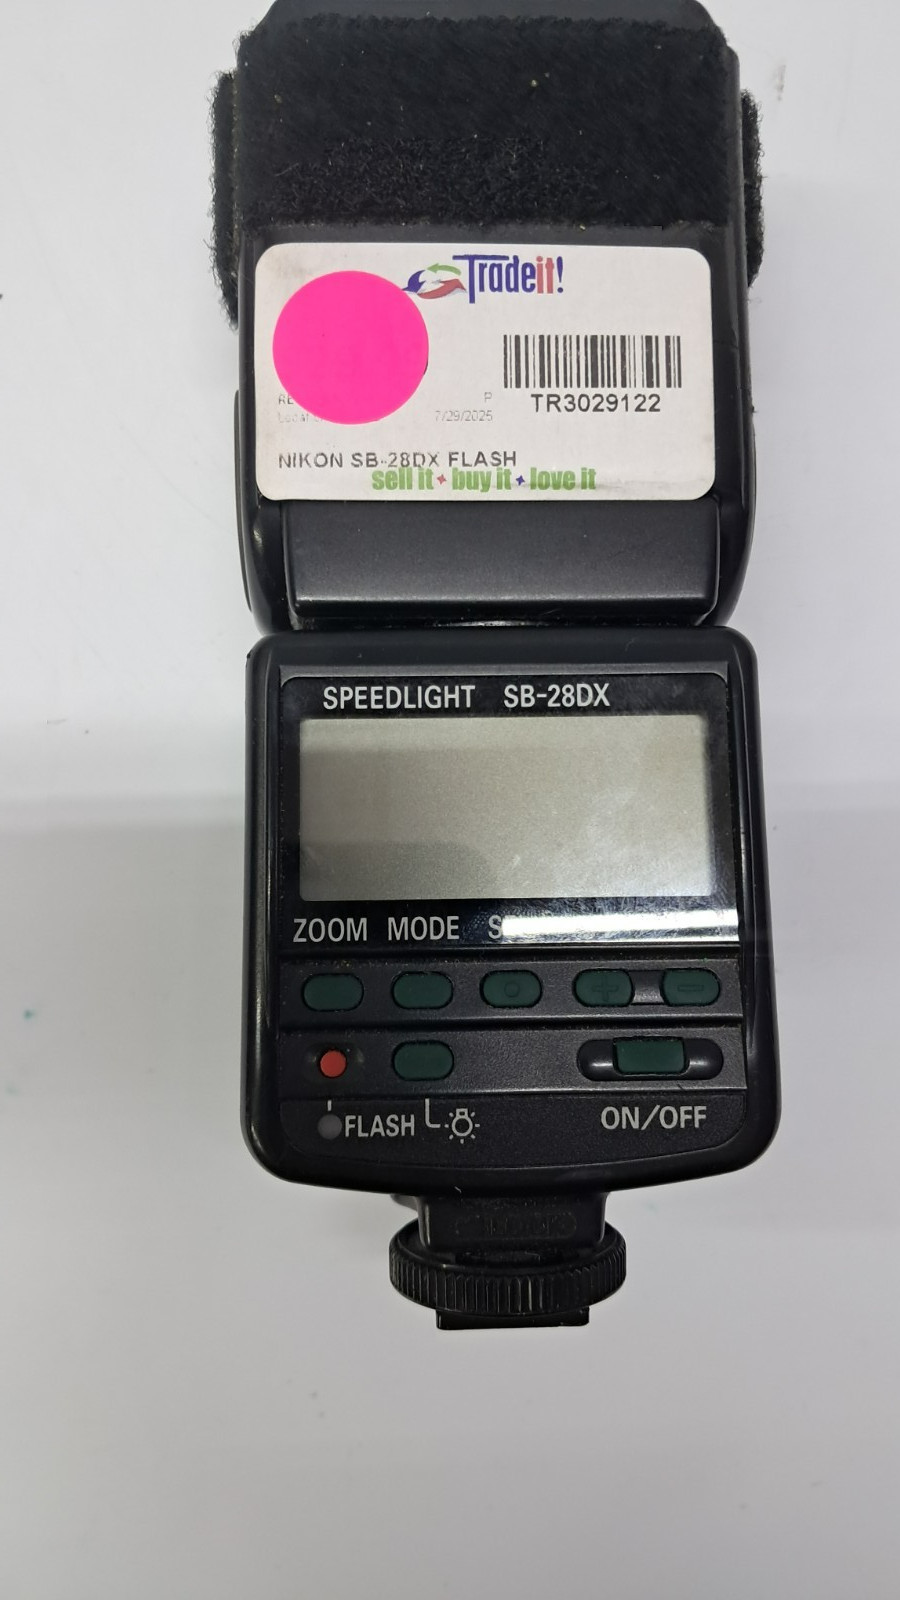 Tradeit!
TR3029122
P
7/29/2025
NIKON SB-28DX FLASH
sell it buy it love it
SPEEDLIGHT SB-28DX
ZOOM MODE
+ -
FLASH ON/OFF